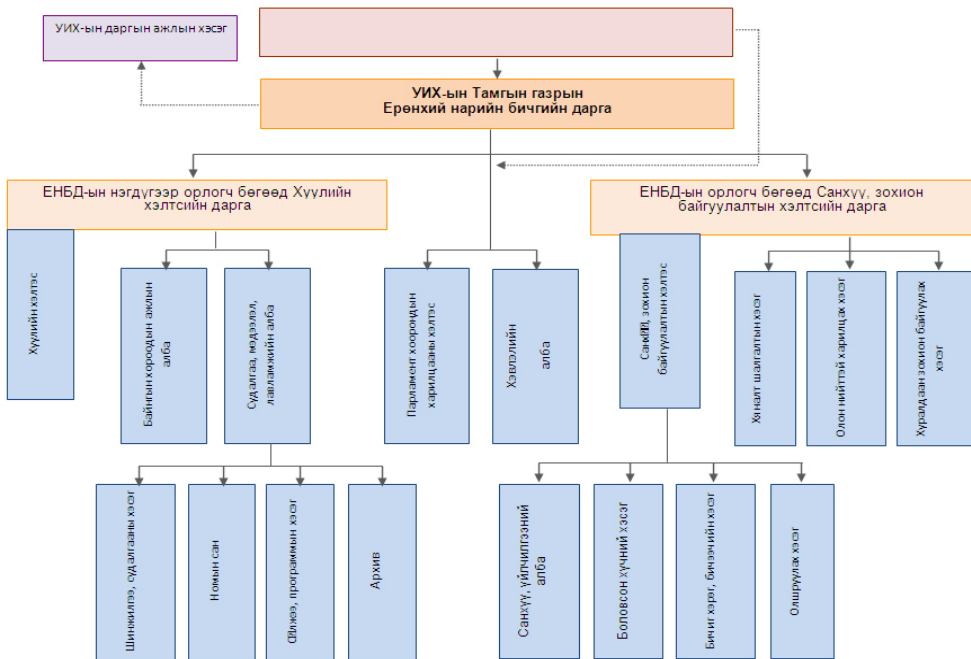 УИХ-ын даргын ажлын хэсэг
УИХ-ын Тамгын газрын
Ерөнхий нарийн бичгийн дарга
ЕНБД-ын нэгдүгээр орлогч бөгөөд Хуулийн
хэлтсийн дарга
ЕНБД-ын орлогч бөгөөд Санхүү, зохион
байгуулалтын хэлтсийн дарга
Хуулийн хэлтэс
Байнгын хороодын ажлын
алба
Судалгаа, мэдээлэл,
лавламжийн алба
Парламент хоорондын
харилцааны хэлтэс
Хэвлэлийн
алба
зохион
байгуулалтын хэлтэс
Хяналт шалгалтын хэсэг
Олон нийттэй харилцах хэсэг
Хуралдаан зохион байгуулах
хэсэг
Шинжилгээ, судалгааны хэсэг
Номын сан
программын хэсэг
Архив
Санхүү, үйлчилгээний
алба
Боловсон хүчний хэсэг
Бичиг хэрэг, бичээчийн хэсэг
Олшруулах хэсэг